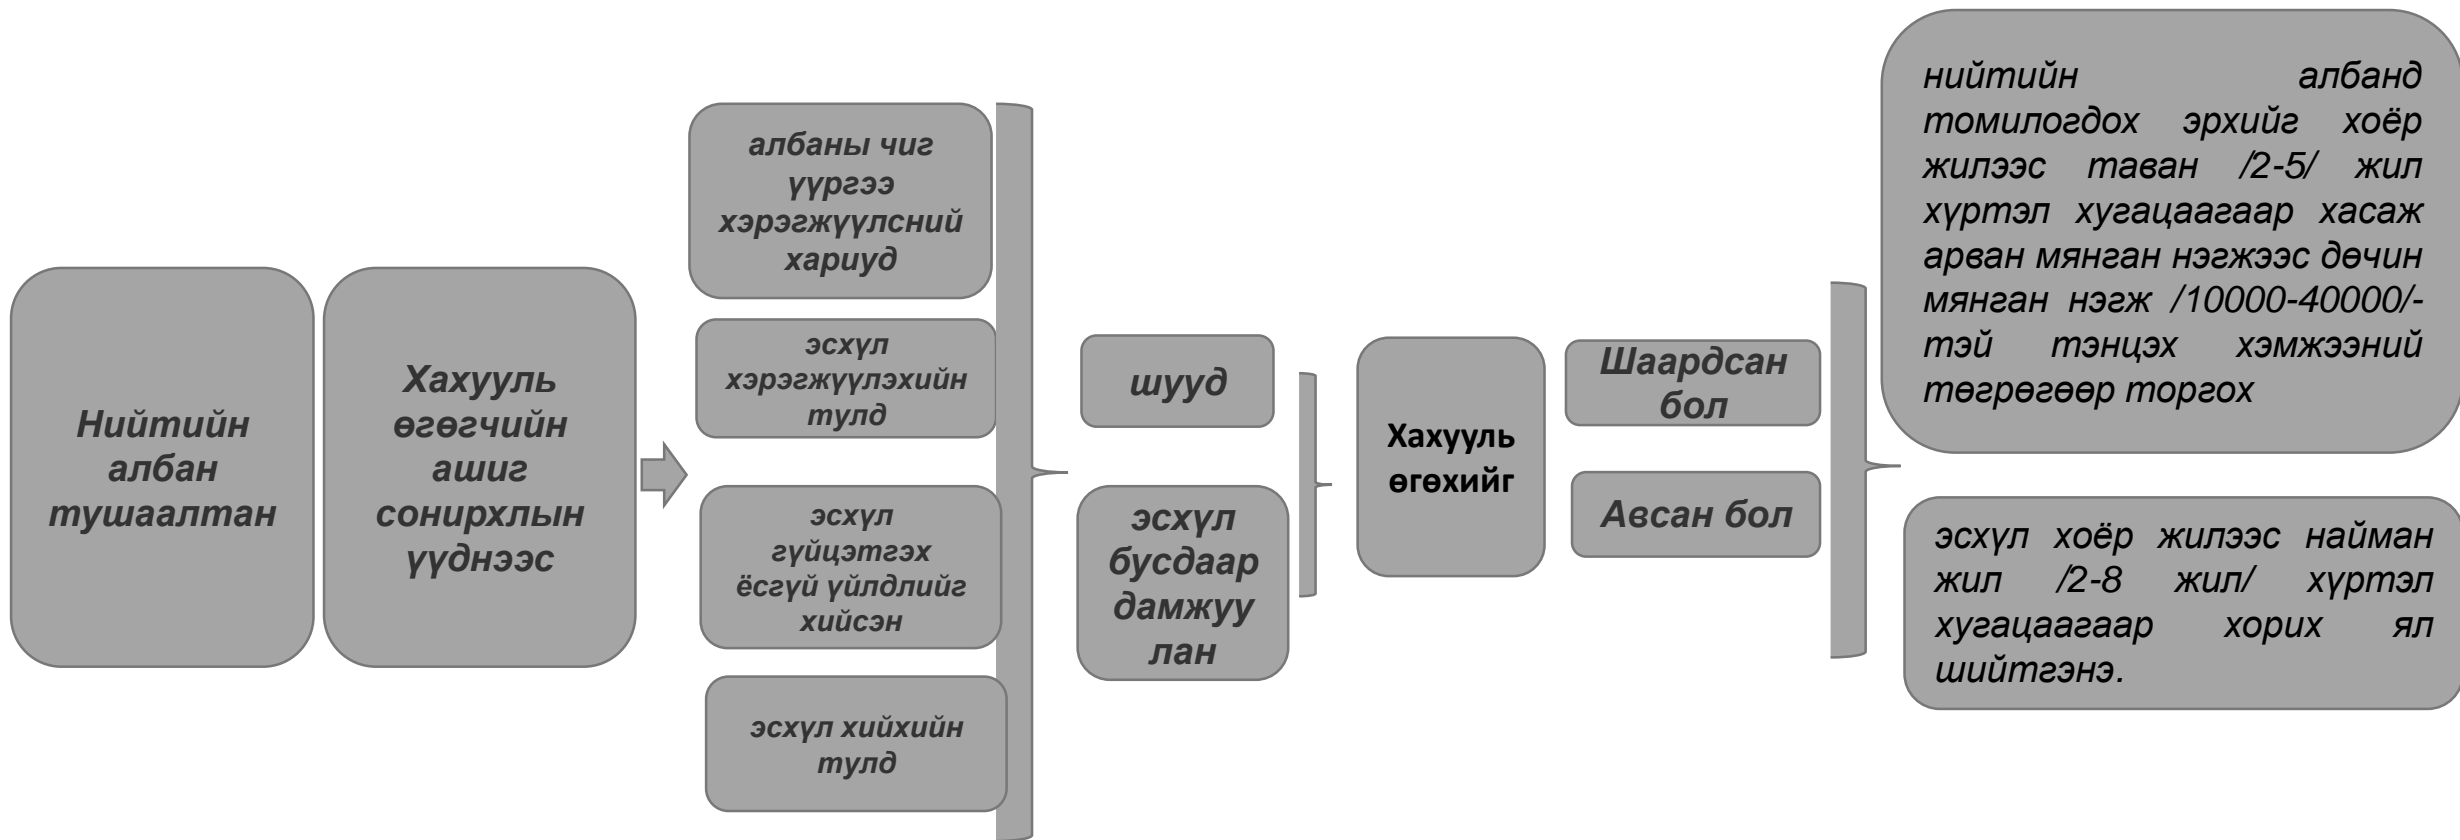 Нийтийн
албан
тушаалтан
Хахууль
өгөгчийн
ашиг
сонирхлын
үүднээс
албаны чиг
үүргээ
хэрэгжүүлсний
хариуд
эсхүл
хэрэгжүүлэхийн
тулд
эсхүл
гүйцэтгэх
ёсгүй үйлдлийг
хийсэн
эсхүл хийхийн
тулд
шууд
эсхүл
бусдаар
дамжуу
лан
Хахууль
өгөхийг
Шаардсан
бол
Авсан бол
нийтийн албанд
томилогдох эрхийг хоёр
жилээс таван /2-5/ жил
хүртэл хугацаагаар хасаж
арван мянган нэгжээс дөчин
мянган нэгж /10000-40000/-
тэй тэнцэх хэмжээний
төгрөгөөр торгох
эсхүл хоёр жилээс найман
жил /2-8 жил/ хүртэл
хугацаагаар хорих ял
шийтгэнэ.